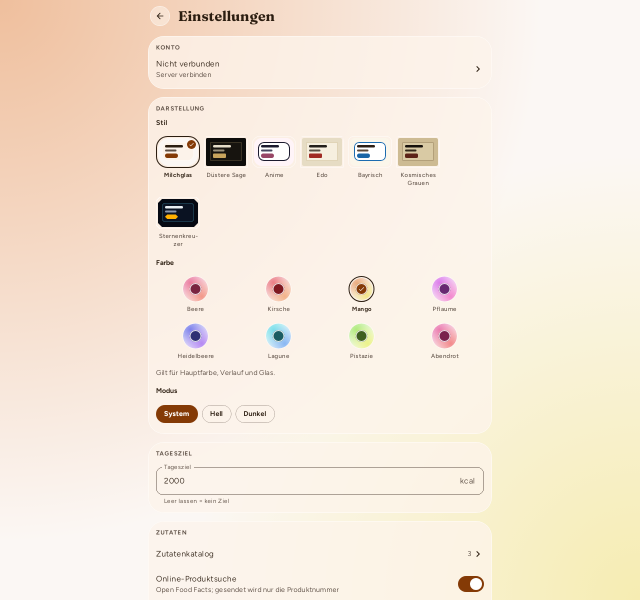 Einstellungen
KONTO
Nicht verbunden
Server verbinden
DARSTELLUNG
Stil
Milchglas
Düstere Sage
Anime
Edo
Bayrisch
Kosmisches
Grauen
Sternenkreu-
zer
Farbe
Beere
Kirsche
Mango
Pflaume
Heidelbeere
Lagune
Pistazie
Abendrot
Gilt für Hauptfarbe, Verlauf und Glas.
Modus
System
Hell
Dunkel
TAGESZIEL
Tagesziel
2000 kcal
Leer lassen = kein Ziel
ZUTATEN
Zutatenkatalog 3
Online-Produktsuche
Open Food Facts; gesendet wird nur die Produktnummer